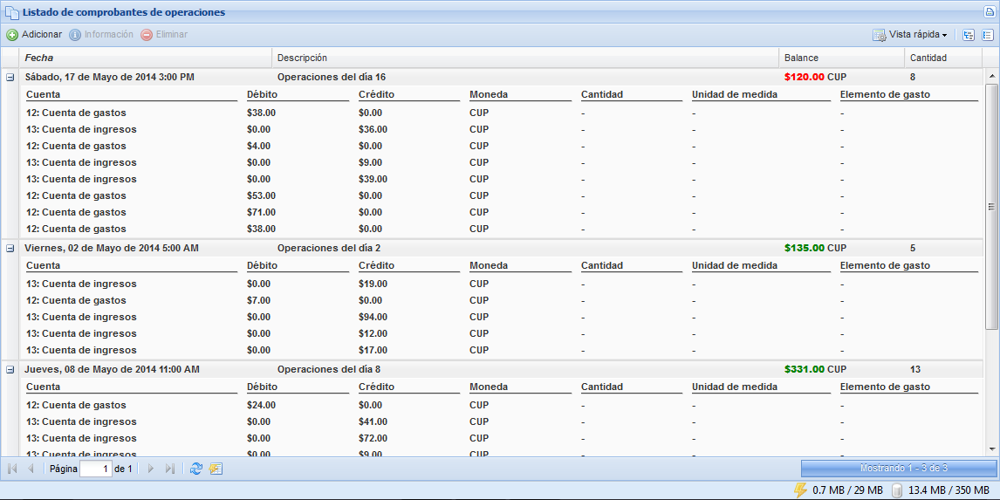 Listado de comprobantes de operaciones
Adicionar Información Eliminar Vista rápida
Fecha Descripción Balance Cantidad
Sábado, 17 de Mayo de 2014 3:00 PM Operaciones del día 16 $120.00 CUP 8
Cuenta Débito Crédito Moneda Cantidad Unidad de medida Elemento de gasto
12: Cuenta de gastos $38.00 $0.00 CUP - - -
13: Cuenta de ingresos $0.00 $36.00 CUP - - -
12: Cuenta de gastos $4.00 $0.00 CUP - - -
13: Cuenta de ingresos $0.00 $9.00 CUP - - -
13: Cuenta de ingresos $0.00 $39.00 CUP - - -
12: Cuenta de gastos $53.00 $0.00 CUP - - -
12: Cuenta de gastos $71.00 $0.00 CUP - - -
12: Cuenta de gastos $38.00 $0.00 CUP - - -
Viernes, 02 de Mayo de 2014 5:00 AM Operaciones del día 2 $135.00 CUP 5
Cuenta Débito Crédito Moneda Cantidad Unidad de medida Elemento de gasto
13: Cuenta de ingresos $0.00 $19.00 CUP - - -
12: Cuenta de gastos $7.00 $0.00 CUP - - -
13: Cuenta de ingresos $0.00 $94.00 CUP - - -
13: Cuenta de ingresos $0.00 $12.00 CUP - - -
13: Cuenta de ingresos $0.00 $17.00 CUP - - -
Jueves, 08 de Mayo de 2014 11:00 AM Operaciones del día 8 $331.00 CUP 13
Cuenta Débito Crédito Moneda Cantidad Unidad de medida Elemento de gasto
12: Cuenta de gastos $24.00 $0.00 CUP - - -
13: Cuenta de ingresos $0.00 $41.00 CUP - - -
13: Cuenta de ingresos $0.00 $72.00 CUP - - -
13: Cuenta de ingresos $0.00 $9.00 CUP - - -
Página 1 de 1 Mostrando 1 - 3 de 3
0.7 MB / 29 MB 13.4 MB / 350 MB